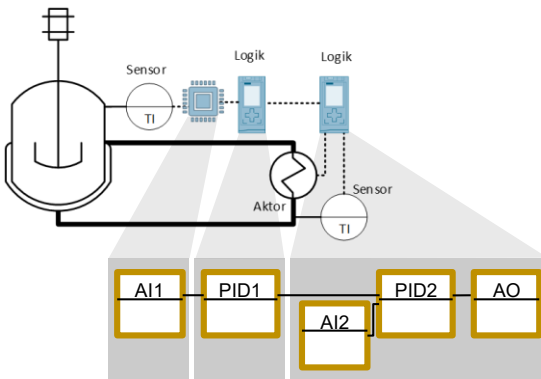 Logik
Logik
Sensor
TI
Sensor
Aktor
TI
AI1
PID1
PID2
AO
AI2